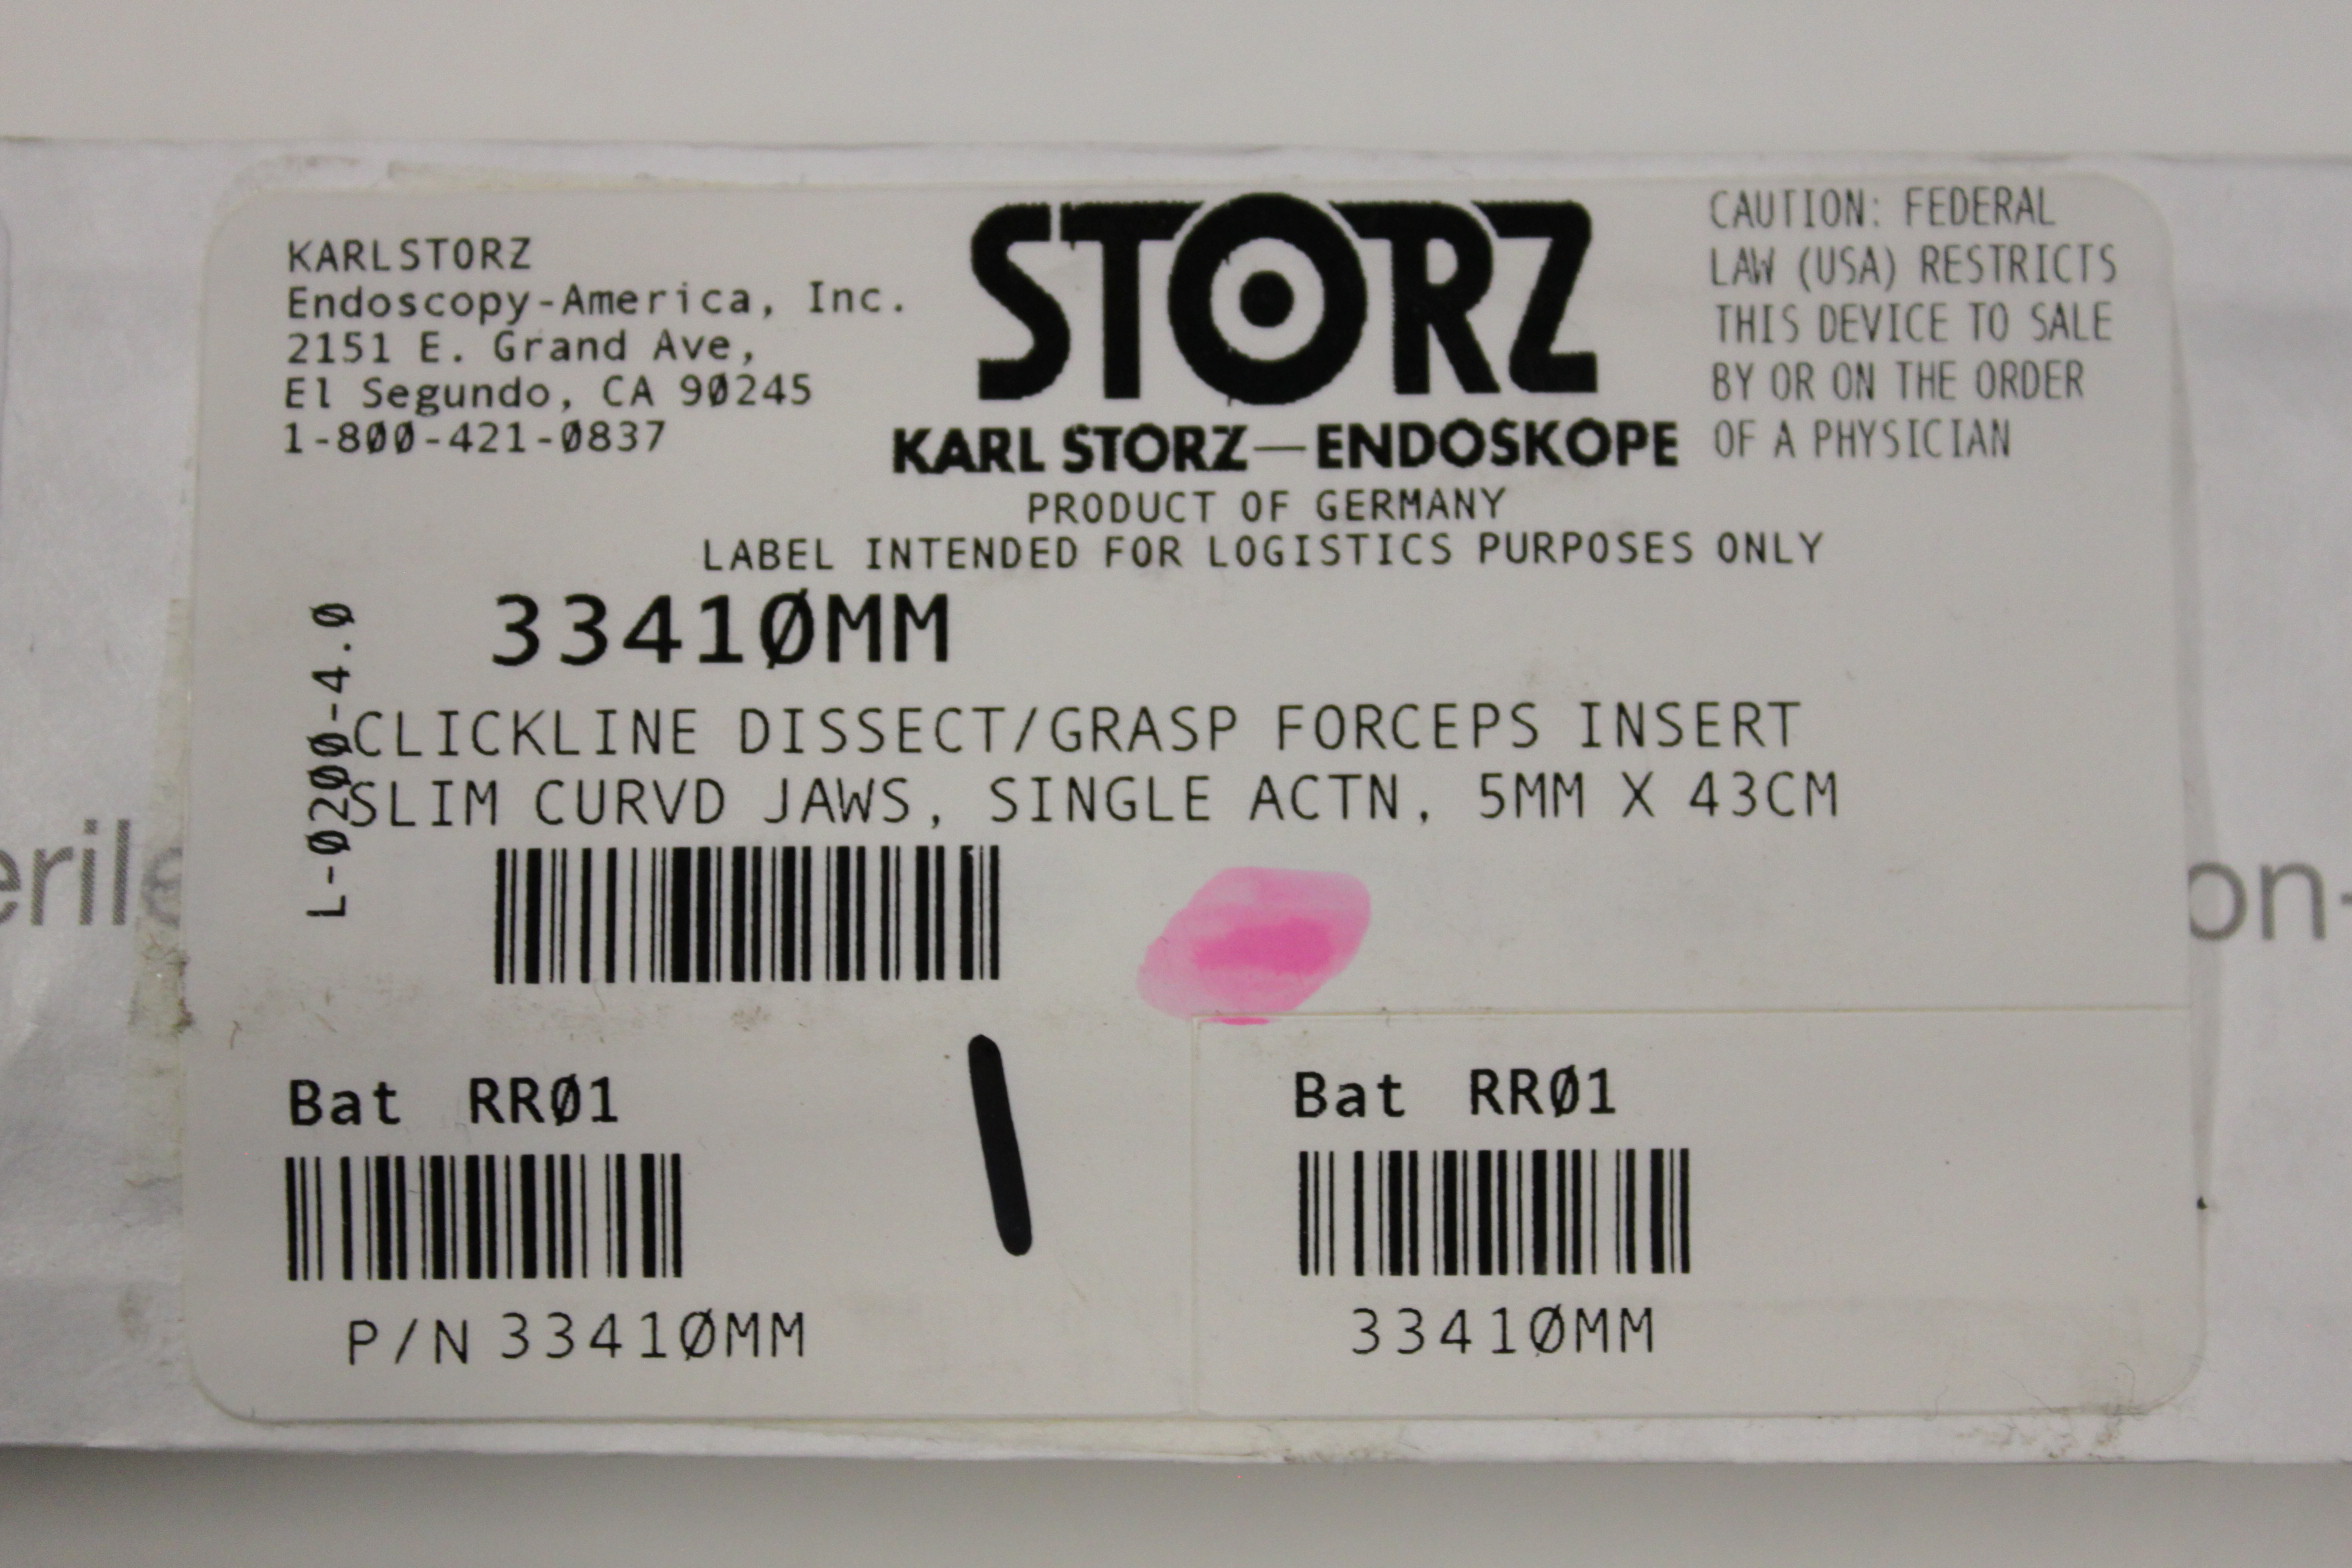 KARLSTORZ
Endoscopy-America, Inc.
2151 E. Grand Ave,
El Segundo, CA 90245
1-800-421-0837
STORZ
KARL STORZ—ENDOSKOPE
CAUTION: FEDERAL
LAW (USA) RESTRICTS
THIS DEVICE TO SALE
BY OR ON THE ORDER
OF A PHYSICIAN
PRODUCT OF GERMANY
LABEL INTENDED FOR LOGISTICS PURPOSES ONLY
33410MM
L-0200-4.0
CLICKLINE DISSECT/GRASP FORCEPS INSERT
SLIM CURVD JAWS, SINGLE ACTN, 5MM X 43CM
Bat RR01
P/N 33410MM
Bat RR01
33410MM